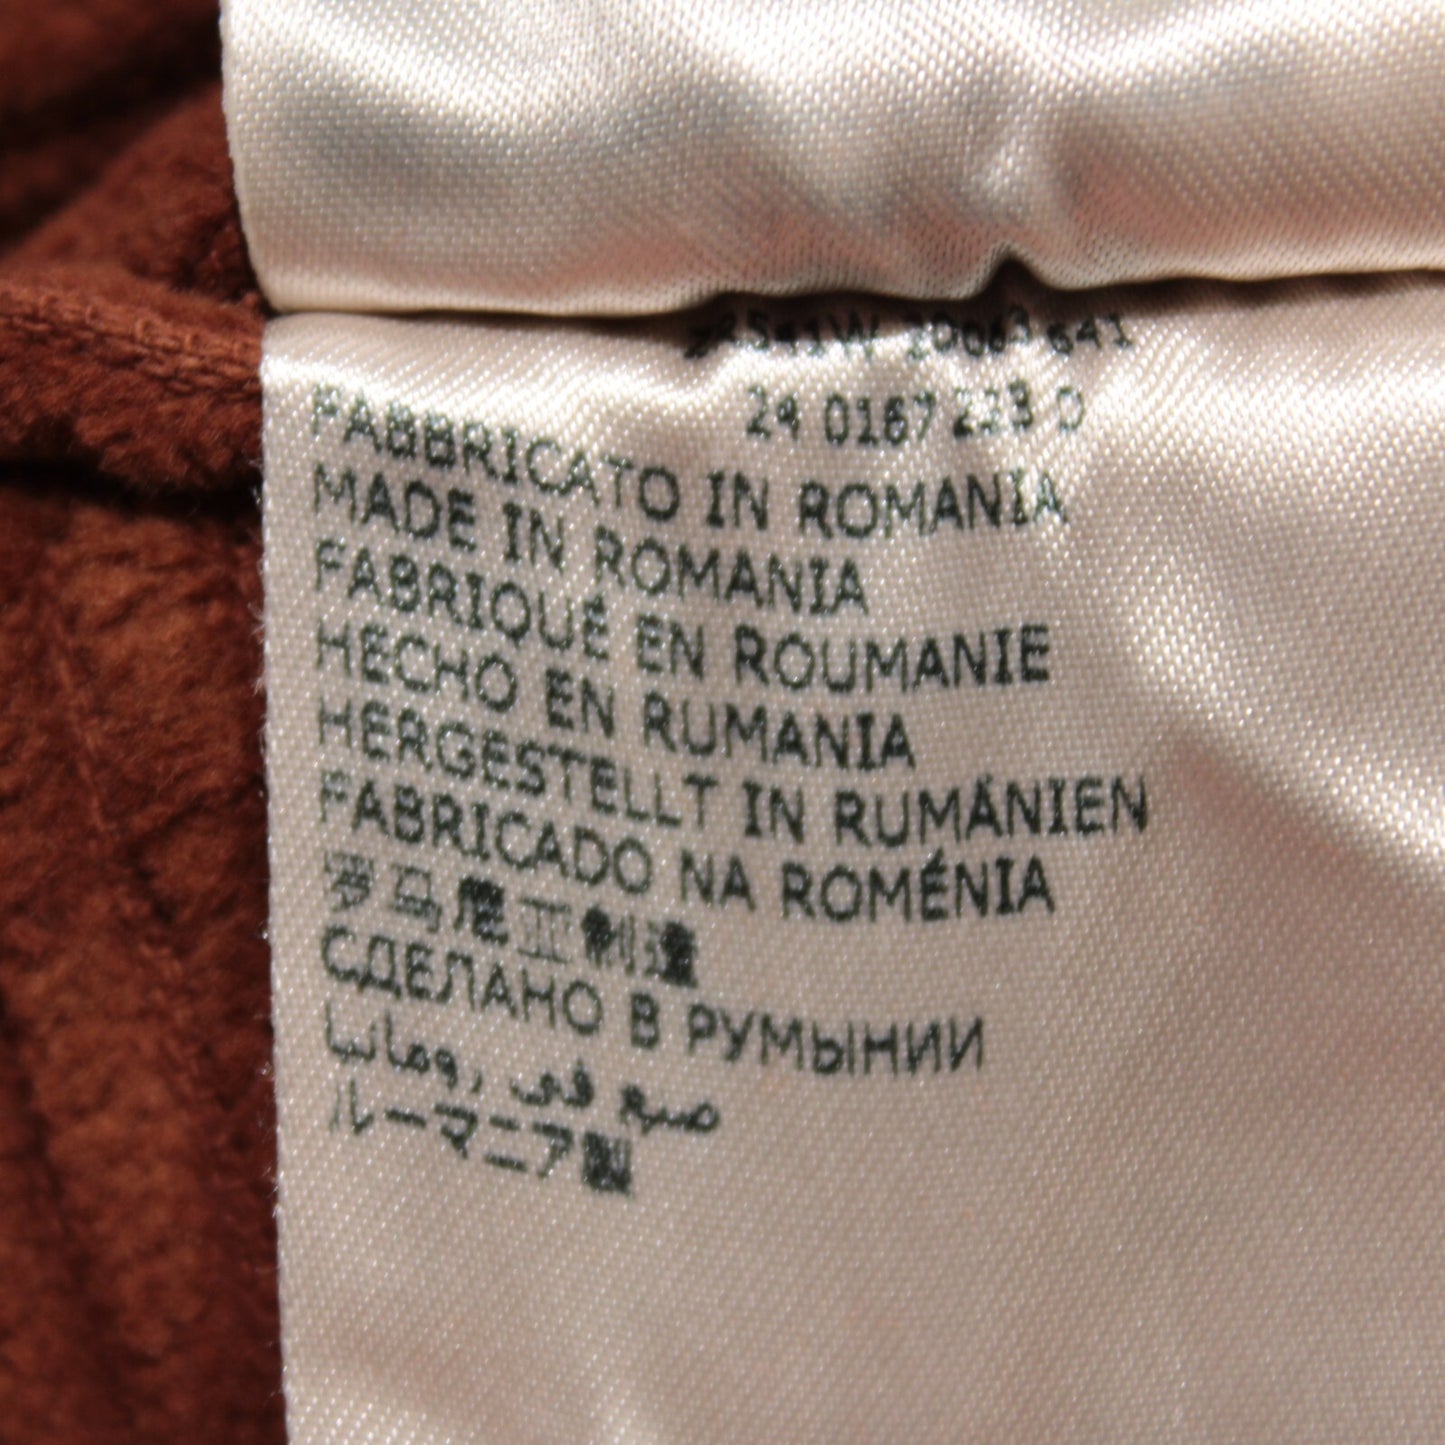 641
24 0167 223 D
FABBRICATO IN ROMANIA
MADE IN ROMANIA
FABRIQUÉ EN ROUMANIE
HECHO EN RUMANIA
HERGESTELLT IN RUMÄNIEN
FABRICADO NA ROMÉNIA
罗马尼亚制造
СДЕЛАНО В РУМЫНИИ
صنع في رومانيا
ルーマニア製